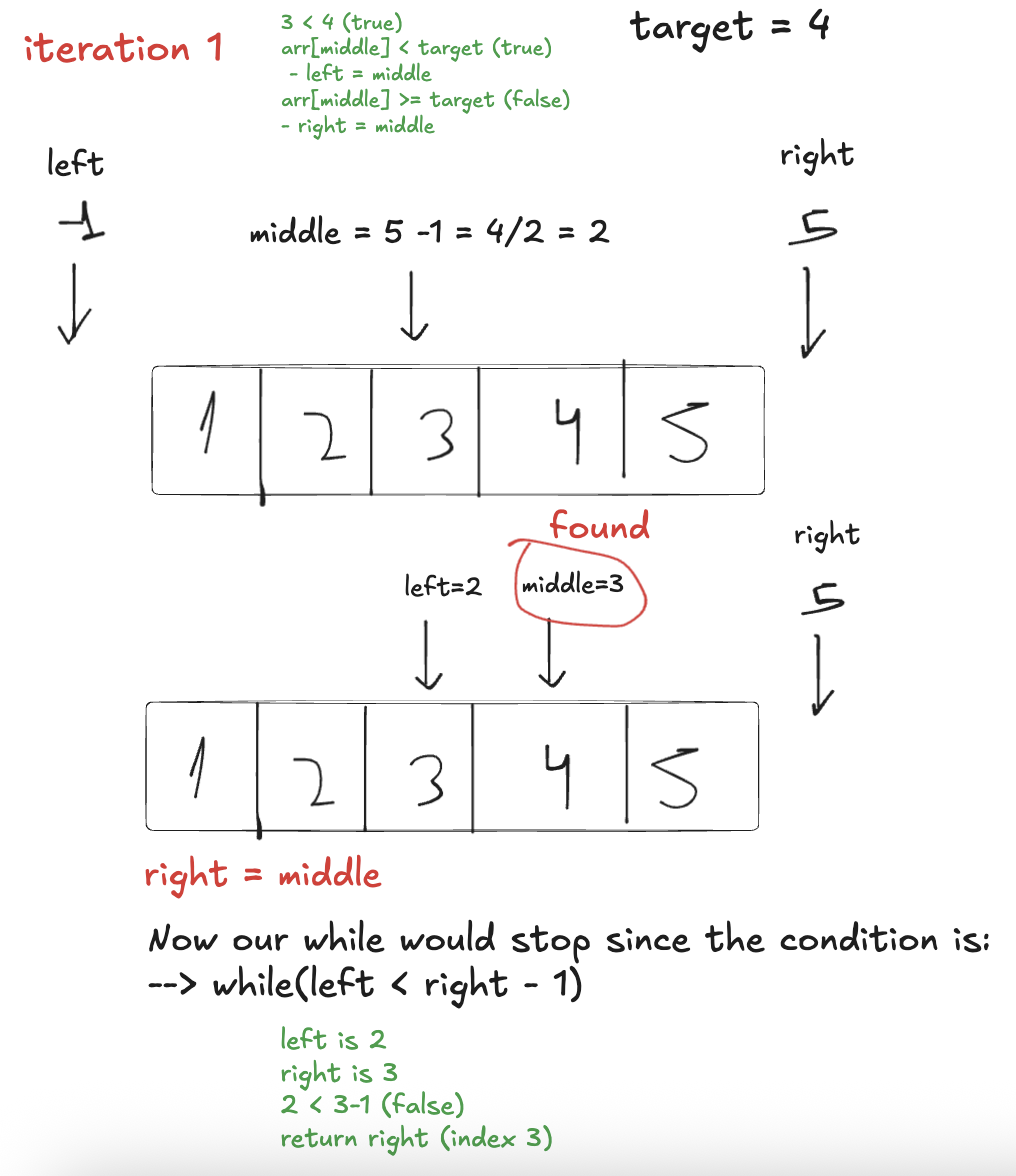 iteration 1
3 < 4 (true)
arr[middle] < target (true)
- left = middle
arr[middle] >= target (false)
- right = middle
target = 4
left
right
-1
middle = 5 -1 = 4/2 = 2
5
1 2 3 4 5
found
right
left=2
middle=3
5
1 2 3 4 5
right = middle
Now our while would stop since the condition is:
--> while(left < right - 1)
left is 2
right is 3
2 < 3-1 (false)
return right (index 3)